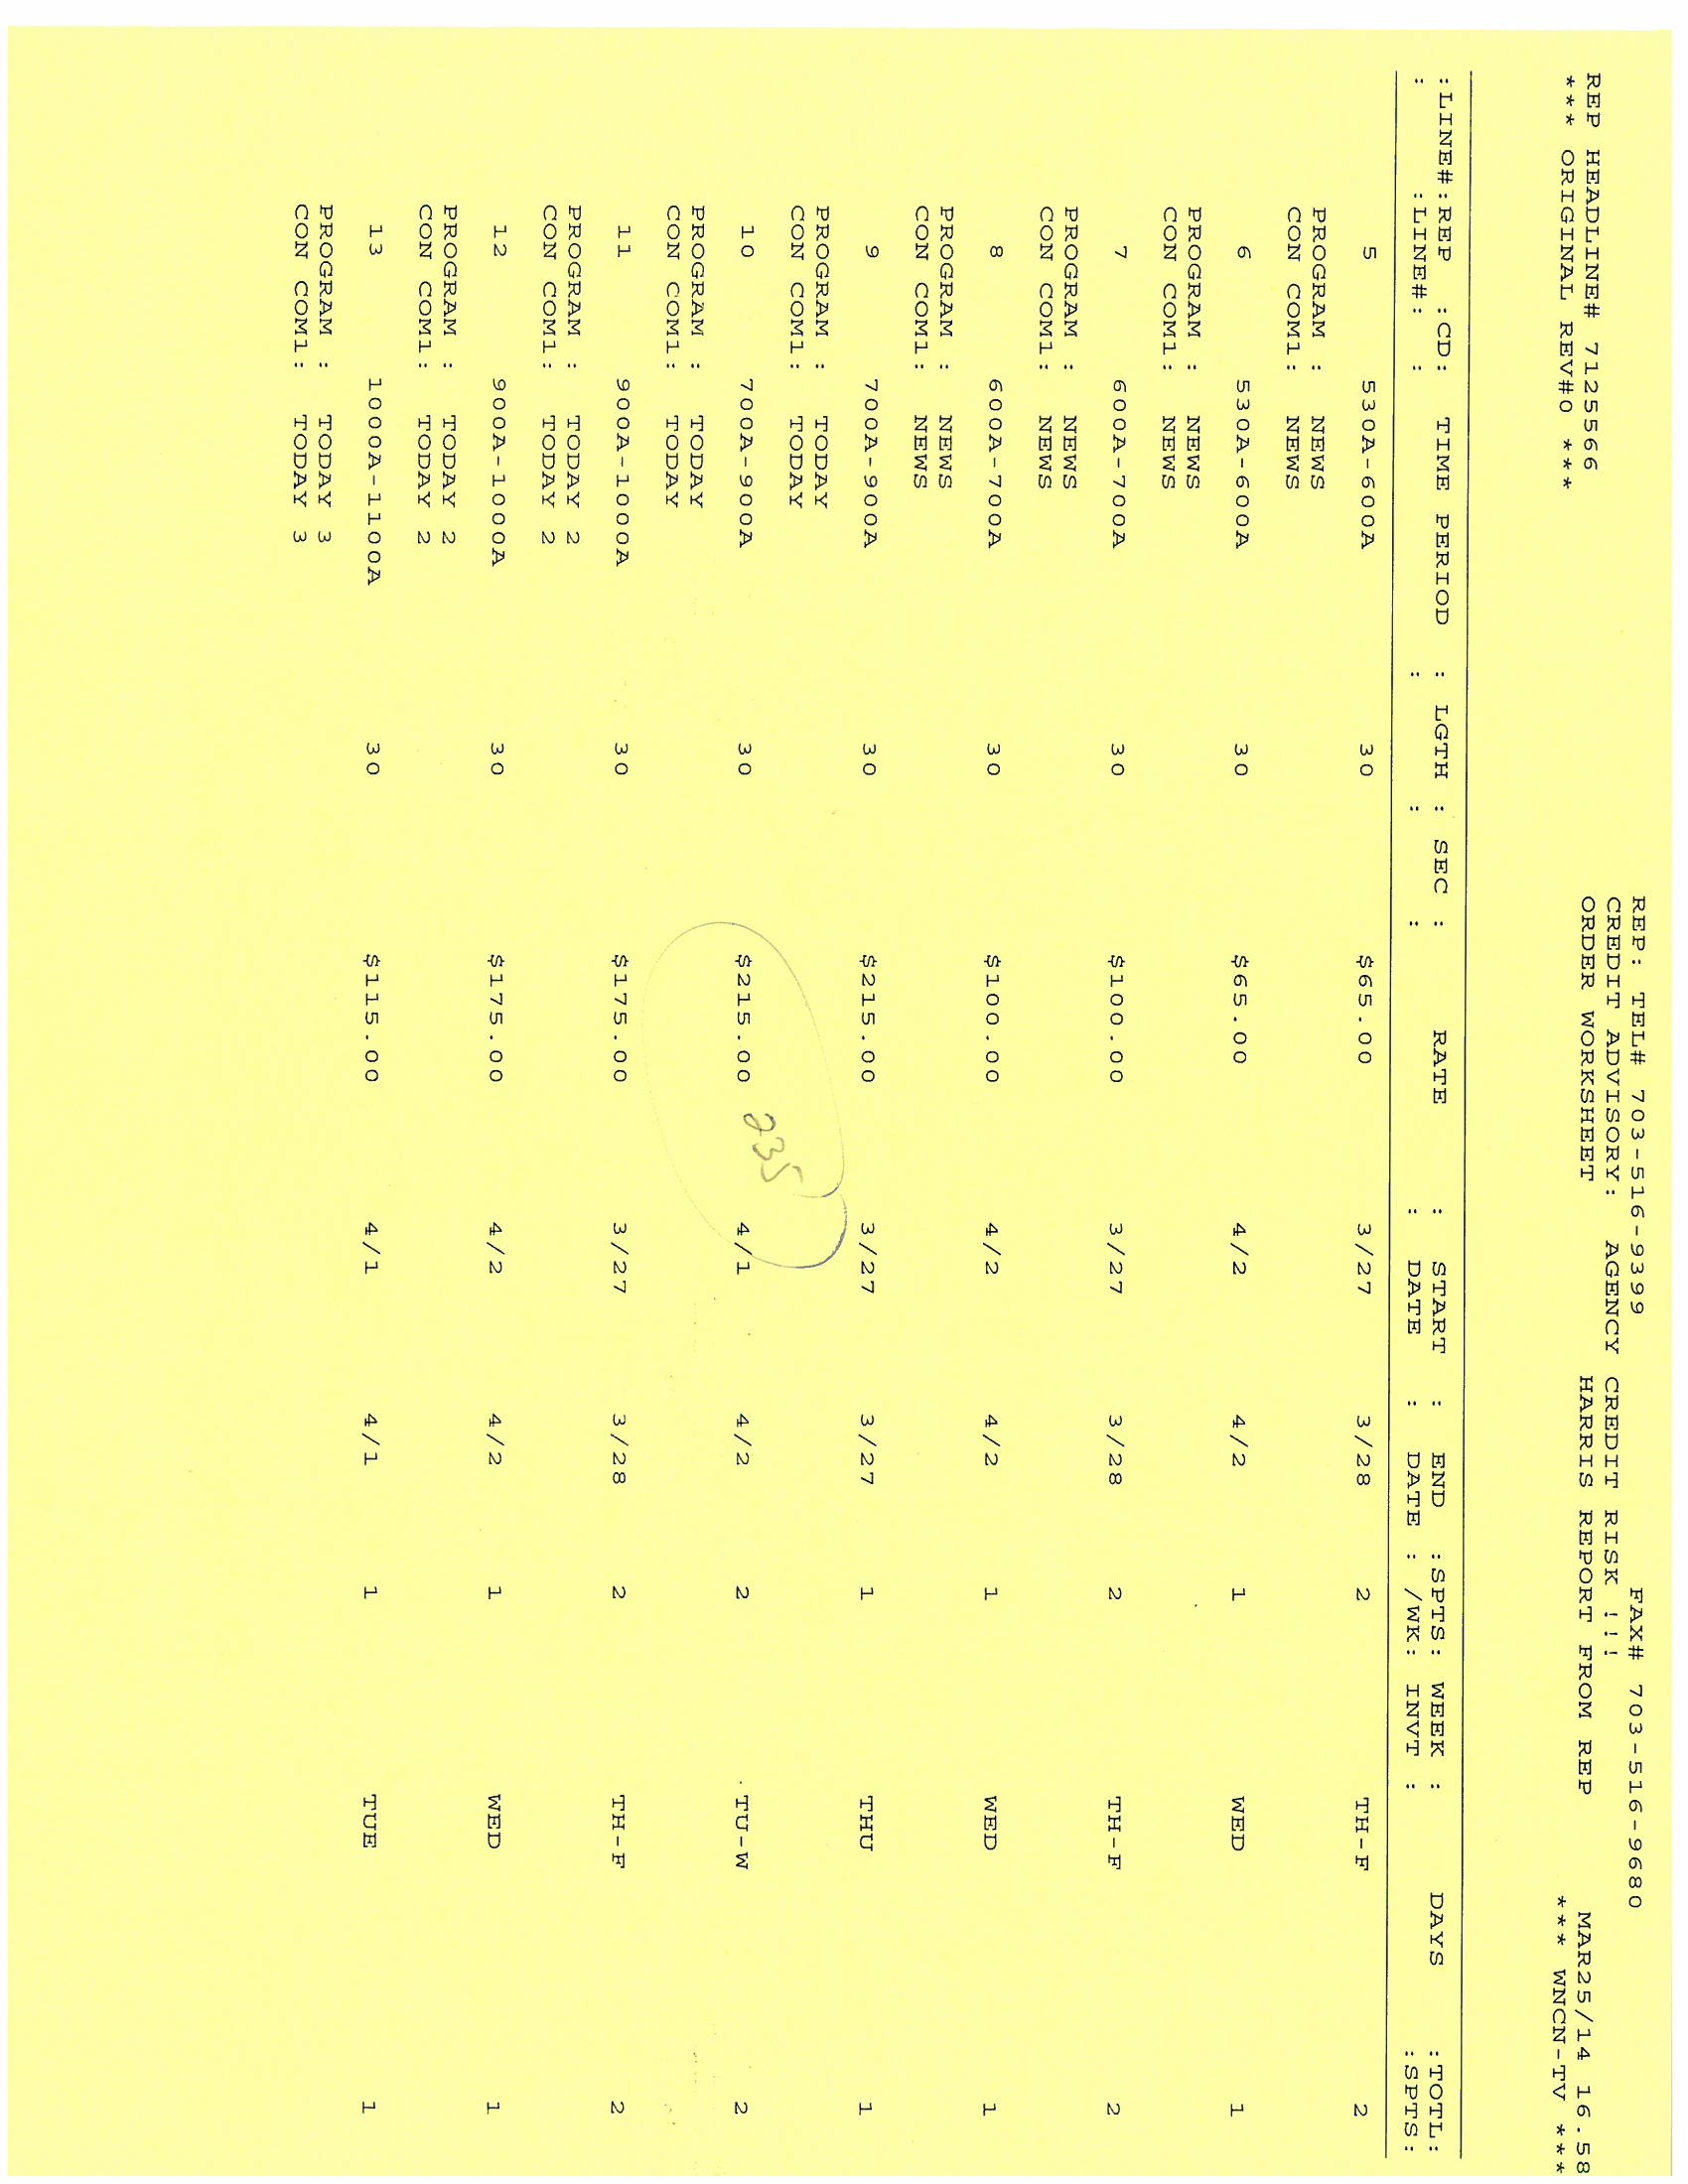 REP: TEL# 703-516-9399 FAX# 703-516-9680
CREDIT ADVISORY: AGENCY CREDIT RISK !!!
REP HEADLINE# 7125566 ORDER WORKSHEET HARRIS REPORT FROM REP MAR25/14 16.58
*** ORIGINAL REV#0 *** *** WNCN-TV ***
:LINE#:REP :CD: TIME PERIOD : LGTH : SEC : RATE : START : END :SPTS: WEEK : DAYS :TOTL:
: :LINE#: : : : : DATE : DATE : /WK: INVT : :SPTS:
5 530A-600A 30 $65.00 3/27 3/28 2 TH-F 2
PROGRAM : NEWS
CON COM1: NEWS
6 530A-600A 30 $65.00 4/2 4/2 1 WED 1
PROGRAM : NEWS
CON COM1: NEWS
7 600A-700A 30 $100.00 3/27 3/28 2 TH-F 2
PROGRAM : NEWS
CON COM1: NEWS
8 600A-700A 30 $100.00 4/2 4/2 1 WED 1
PROGRAM : NEWS
CON COM1: NEWS
9 700A-900A 30 $215.00 3/27 3/27 1 THU 1
PROGRAM : TODAY
CON COM1: TODAY
10 700A-900A 30 $215.00 235 4/1 4/2 2 TU-W 2
PROGRAM : TODAY
CON COM1: TODAY
11 900A-1000A 30 $175.00 3/27 3/28 2 TH-F 2
PROGRAM : TODAY 2
CON COM1: TODAY 2
12 900A-1000A 30 $175.00 4/2 4/2 1 WED 1
PROGRAM : TODAY 2
CON COM1: TODAY 2
13 1000A-1100A 30 $115.00 4/1 4/1 1 TUE 1
PROGRAM : TODAY 3
CON COM1: TODAY 3